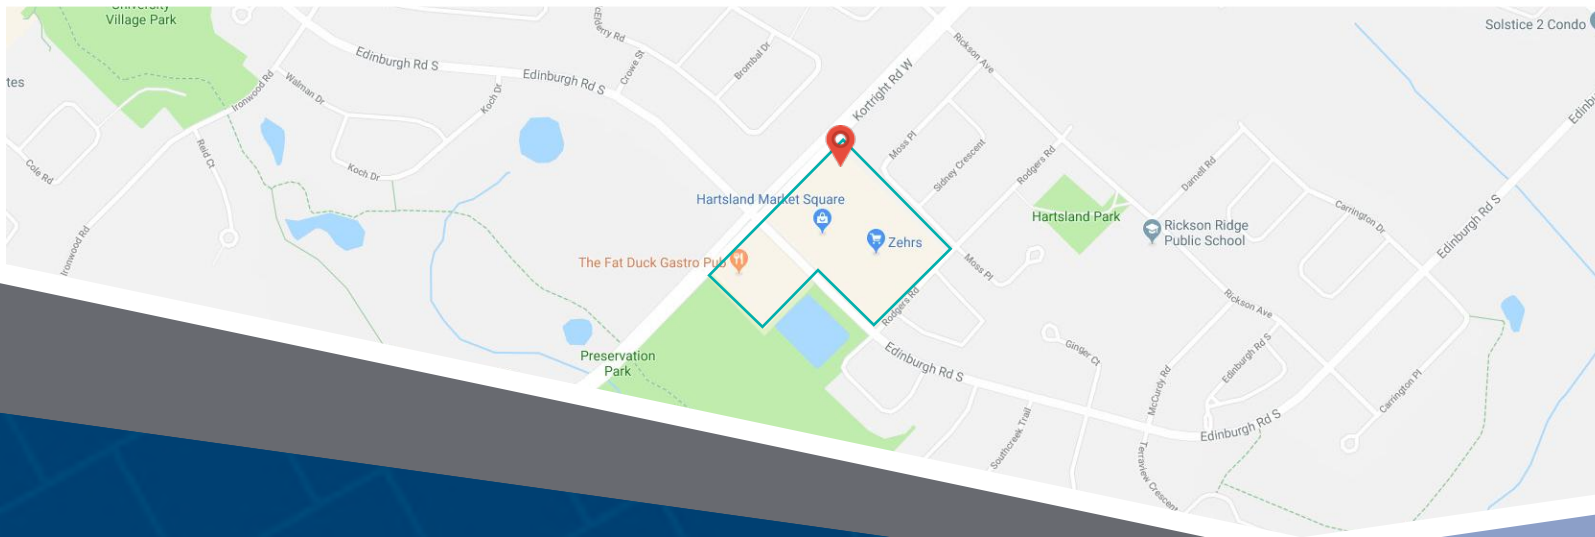 Village Park
Solstice 2 Condo
tes
Edinburgh Rd S
Edinburgh Rd S
Crowe St
Brombal Dr
Kortright Rd W
Rickson Ave
Ironwood Rd
Walman Dr
Koch Dr
Reid Ct
Cole Rd
Koch Dr
Ironwood Rd
Moss Pl
Sidney Crescent
Rodgers Rd
Darnell Rd
Carrington Dr
Edinburgh Rd S
Hartsland Market Square
Zehrs
The Fat Duck Gastro Pub
Hartsland Park
Rickson Ridge
Public School
Moss Pl
Rodgers Rd
Rickson Ave
Preservation
Park
Edinburgh Rd S
Ginger Ct
McCurdy Rd
Edinburgh Rd S
Carrington Pl
Southcreek Trail
Edinburgh Rd S
Terraview Crescent